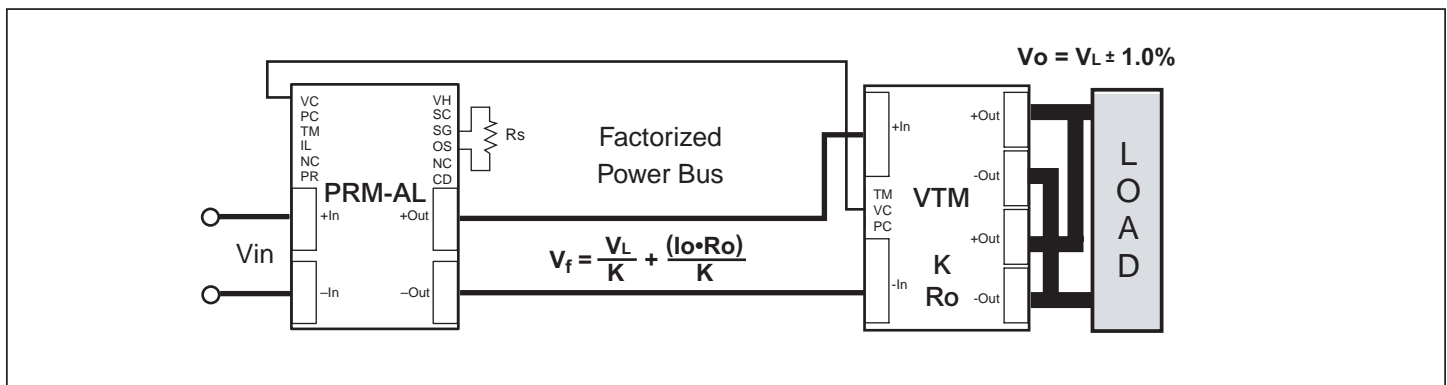 Vo = VL ± 1.0%
VC
PC
TM
IL
NC
PR
VH
SC
SG
OS
NC
CD
Rs
PRM-AL
+In
+Out
Vin
–In
–Out
Factorized
Power Bus
Vf = VL/K + (Io•Ro)/K
+In
TM
VC
PC
-In
VTM
K
Ro
+Out
-Out
+Out
-Out
LOAD